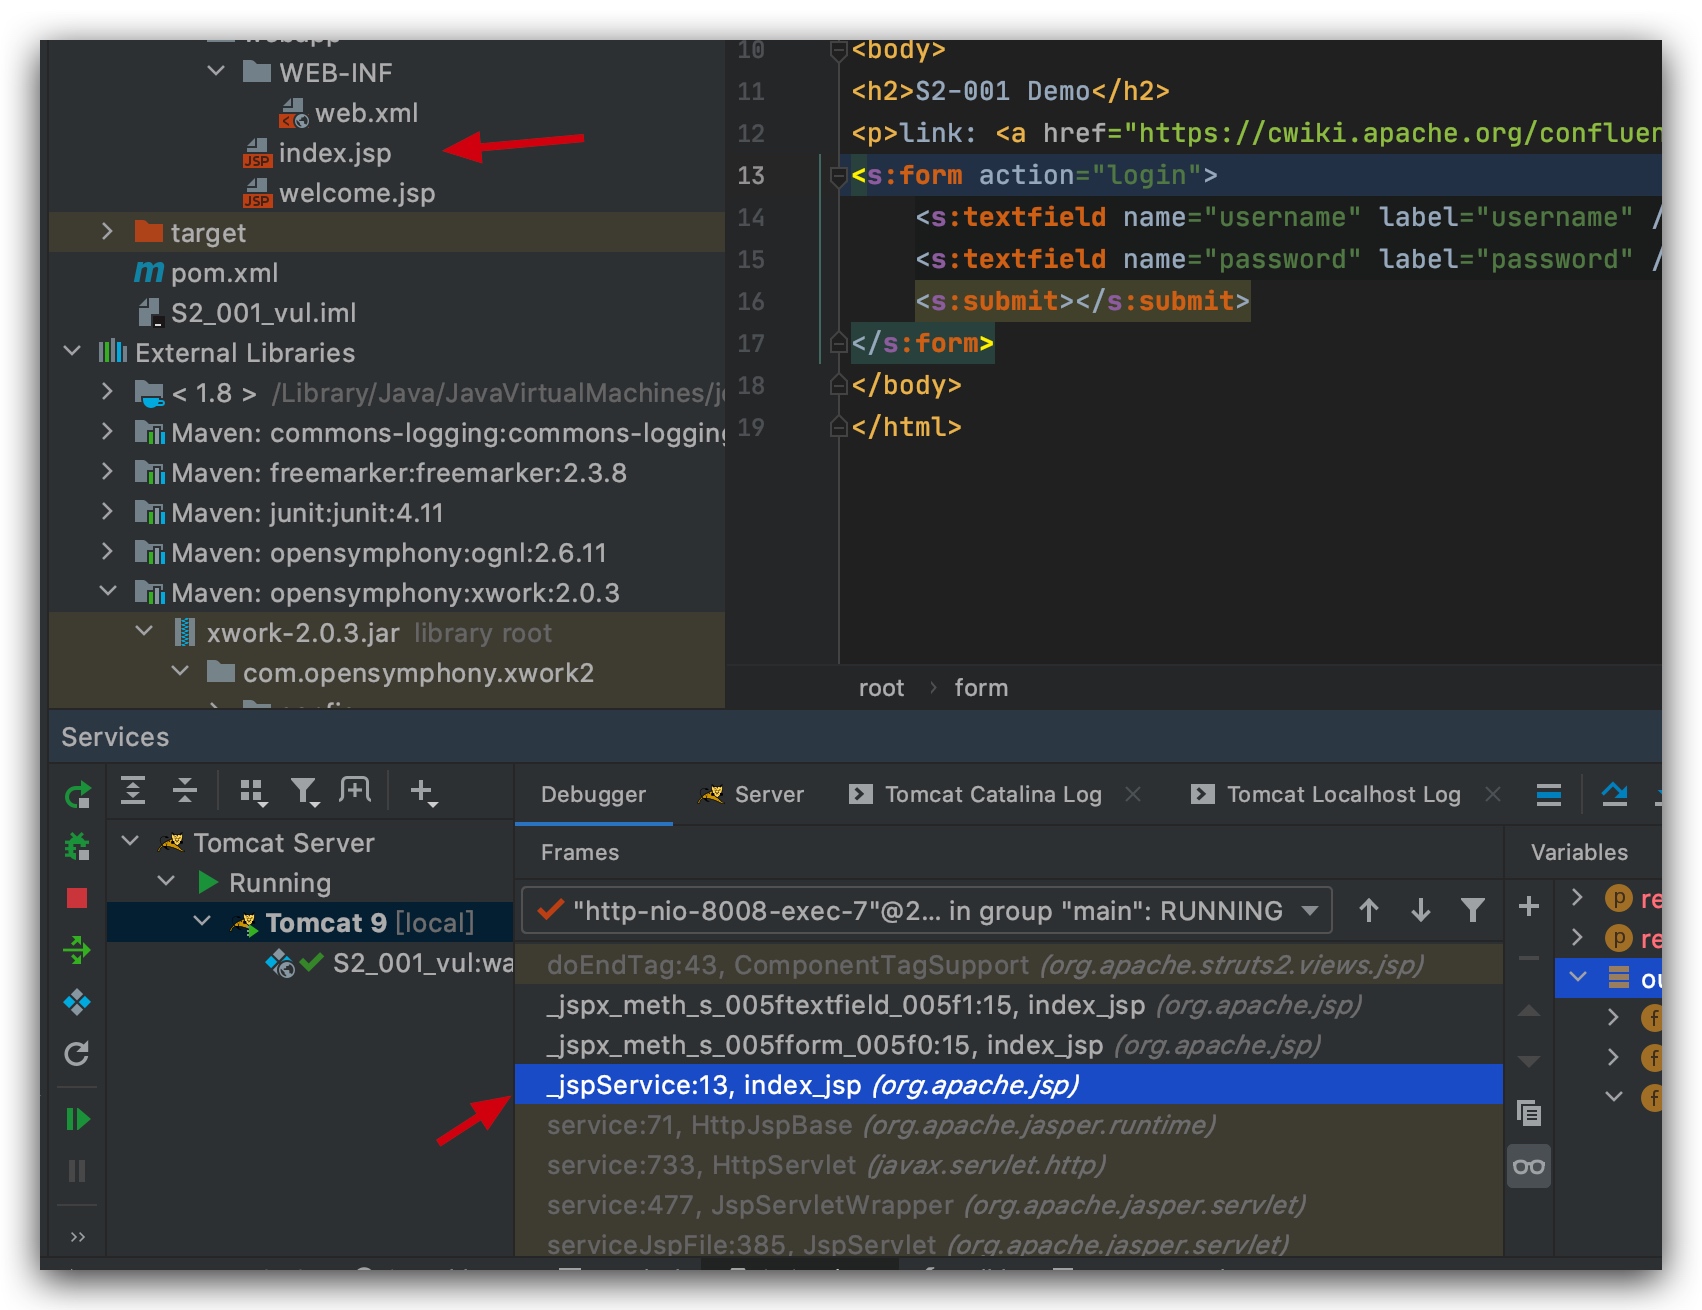 WEB-INF
web.xml
index.jsp
welcome.jsp
target
pom.xml
S2_001_vul.iml
External Libraries
< 1.8 > /Library/Java/JavaVirtualMachines/
Maven: commons-logging:commons-logging
Maven: freemarker:freemarker:2.3.8
Maven: junit:junit:4.11
Maven: opensymphony:ognl:2.6.11
Maven: opensymphony:xwork:2.0.3
xwork-2.0.3.jar library root
com.opensymphony.xwork2
10 <body>
11 <h2>S2-001 Demo</h2>
12 <p>link: <a href="https://cwiki.apache.org/confluen
13 <s:form action="login">
14 <s:textfield name="username" label="username" /
15 <s:textfield name="password" label="password" /
16 <s:submit></s:submit>
17 </s:form>
18 </body>
19 </html>
root › form
Services
Tomcat Server
Running
Tomcat 9 [local]
S2_001_vul:wa
Debugger Server Tomcat Catalina Log Tomcat Localhost Log
Frames
"http-nio-8008-exec-7"@2... in group "main": RUNNING
doEndTag:43, ComponentTagSupport (org.apache.struts2.views.jsp)
_jspx_meth_s_005ftextfield_005f1:15, index_jsp (org.apache.jsp)
_jspx_meth_s_005fform_005f0:15, index_jsp (org.apache.jsp)
_jspService:13, index_jsp (org.apache.jsp)
service:71, HttpJspBase (org.apache.jasper.runtime)
service:733, HttpServlet (javax.servlet.http)
service:477, JspServletWrapper (org.apache.jasper.servlet)
serviceJspFile:385, JspServlet (org.apache.jasper.servlet)
Variables
p re
p re
ou
f
f
f